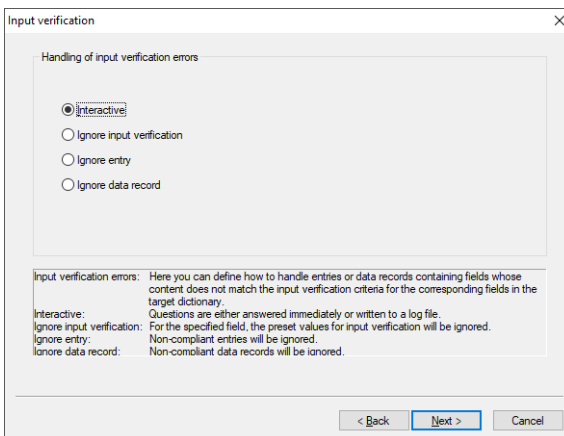 Input verification
Handling of input verification errors
Interactive
Ignore input verification
Ignore entry
Ignore data record
Input verification errors: Here you can define how to handle entries or data records containing fields whose
content does not match the input verification criteria for the corresponding fields in the
target dictionary.
Interactive: Questions are either answered immediately or written to a log file.
Ignore input verification: For the specified field, the preset values for input verification will be ignored.
Ignore entry: Non-compliant entries will be ignored.
Ignore data record: Non-compliant data records will be ignored.
< Back Next > Cancel